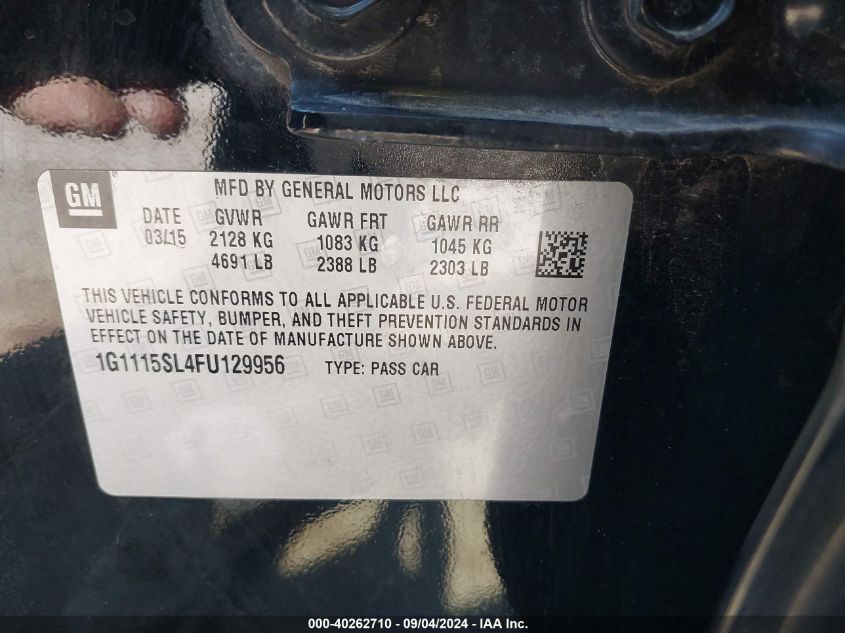 GM
MFD BY GENERAL MOTORS LLC
DATE GVWR GAWR FRT GAWR RR
03/15 2128 KG 1083 KG 1045 KG
4691 LB 2388 LB 2303 LB
THIS VEHICLE CONFORMS TO ALL APPLICABLE U.S. FEDERAL MOTOR
VEHICLE SAFETY, BUMPER, AND THEFT PREVENTION STANDARDS IN
EFFECT ON THE DATE OF MANUFACTURE SHOWN ABOVE.
1G1115SL4FU129956 TYPE: PASS CAR
000-40262710 - 09/04/2024 - IAA Inc.